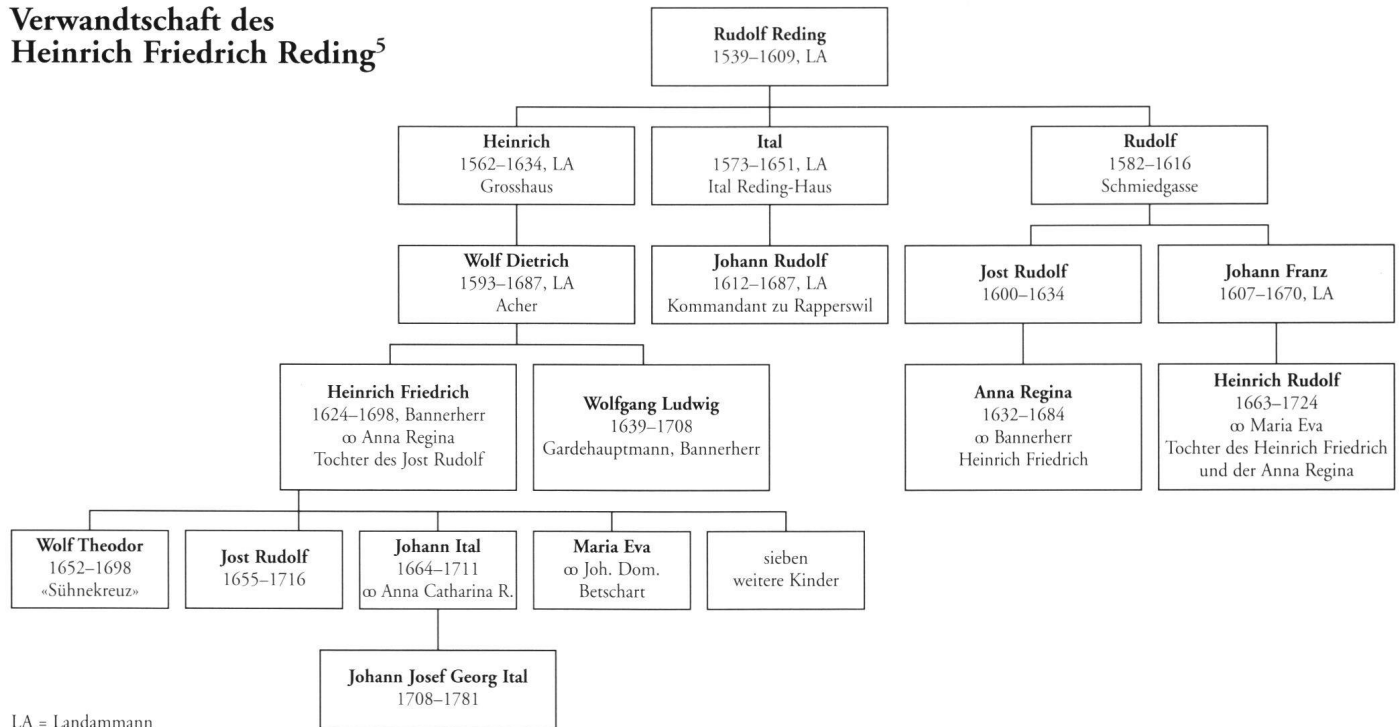 Verwandtschaft des
Heinrich Friedrich Reding⁵
Rudolf Reding
1539–1609, LA
Heinrich
1562–1634, LA
Grosshaus
Ital
1573–1651, LA
Ital Reding-Haus
Rudolf
1582–1616
Schmiedgasse
Wolf Dietrich
1593–1687, LA
Acher
Johann Rudolf
1612–1687, LA
Kommandant zu Rapperswil
Jost Rudolf
1600–1634
Johann Franz
1607–1670, LA
Heinrich Friedrich
1624–1698, Bannerherr
∞ Anna Regina
Tochter des Jost Rudolf
Wolfgang Ludwig
1639–1708
Gardehauptmann, Bannerherr
Anna Regina
1632–1684
∞ Bannerherr
Heinrich Friedrich
Heinrich Rudolf
1663–1724
∞ Maria Eva
Tochter des Heinrich Friedrich
und der Anna Regina
Wolf Theodor
1652–1698
«Sühnekreuz»
Jost Rudolf
1655–1716
Johann Ital
1664–1711
∞ Anna Catharina R.
Maria Eva
∞ Joh. Dom.
Betschart
sieben
weitere Kinder
Johann Josef Georg Ital
1708–1781
LA = Landammann